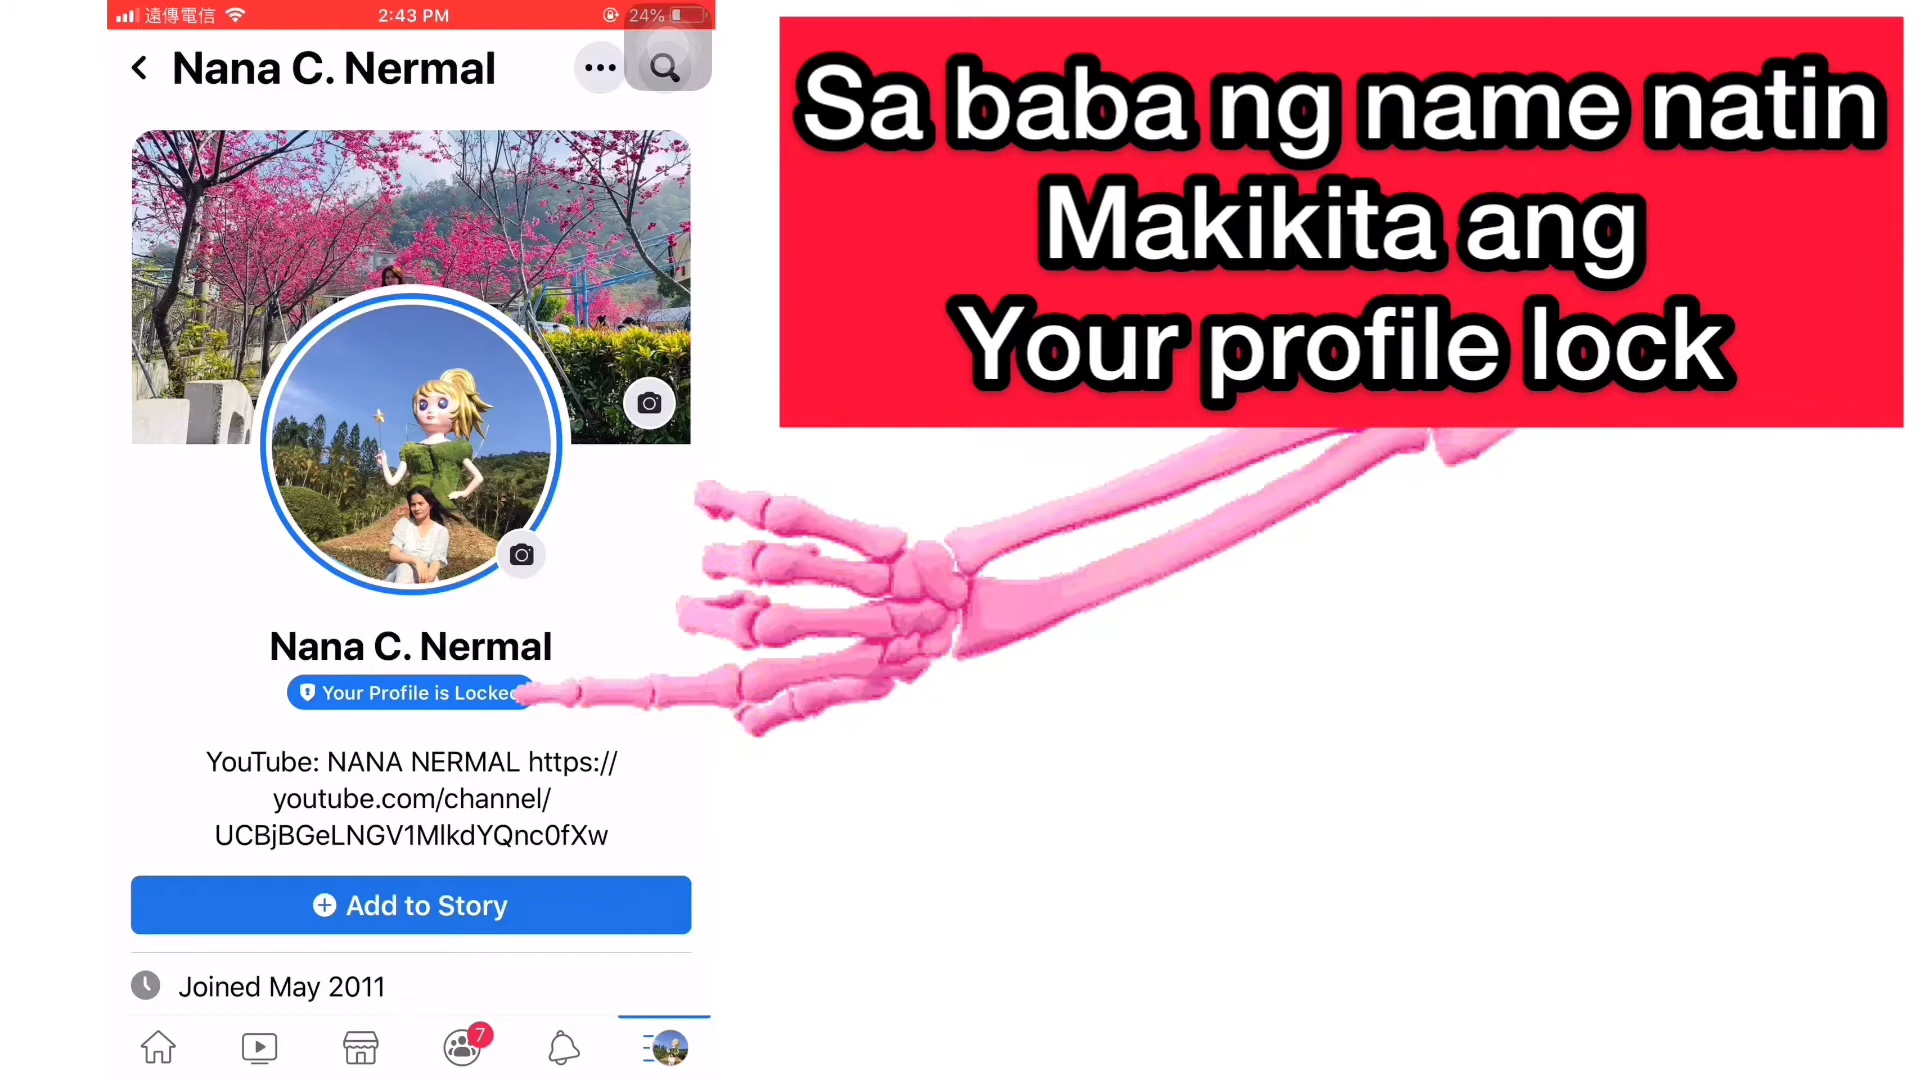 遠傳電信
2:43 PM
24%
Nana C. Nermal
Sa baba ng name natin
Makikita ang
Your profile lock
Nana C. Nermal
Your Profile is Locked
YouTube: NANA NERMAL https://
youtube.com/channel/
UCBjBGeLNGV1MlkdYQnc0fXw
Add to Story
Joined May 2011
7